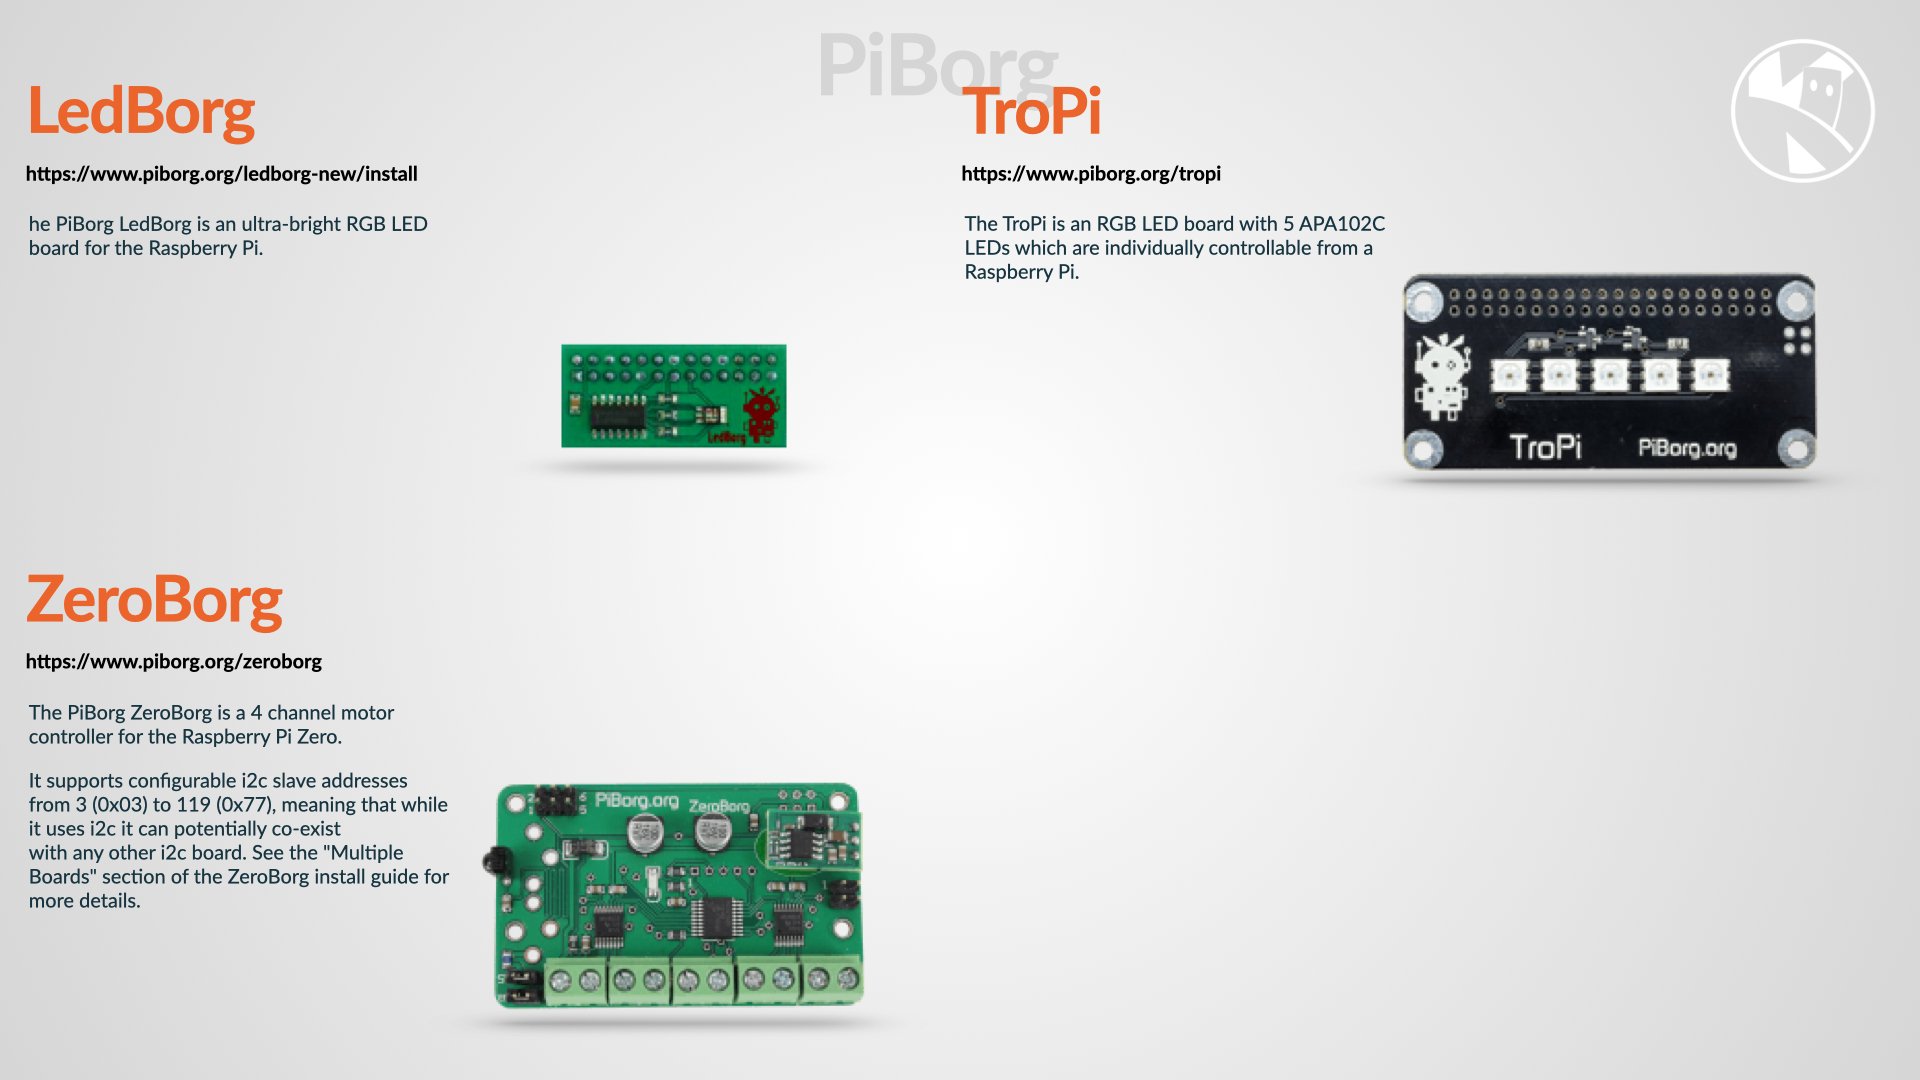 PiBorg
LedBorg
https://www.piborg.org/ledborg-new/install
he PiBorg LedBorg is an ultra-bright RGB LED
board for the Raspberry Pi.
LedBorg
TroPi
https://www.piborg.org/tropi
The TroPi is an RGB LED board with 5 APA102C
LEDs which are individually controllable from a
Raspberry Pi.
TroPi PiBorg.org
ZeroBorg
https://www.piborg.org/zeroborg
The PiBorg ZeroBorg is a 4 channel motor
controller for the Raspberry Pi Zero.
It supports configurable i2c slave addresses
from 3 (0x03) to 119 (0x77), meaning that while
it uses i2c it can potentially co-exist
with any other i2c board. See the "Multiple
Boards" section of the ZeroBorg install guide for
more details.
PiBorg.org ZeroBorg